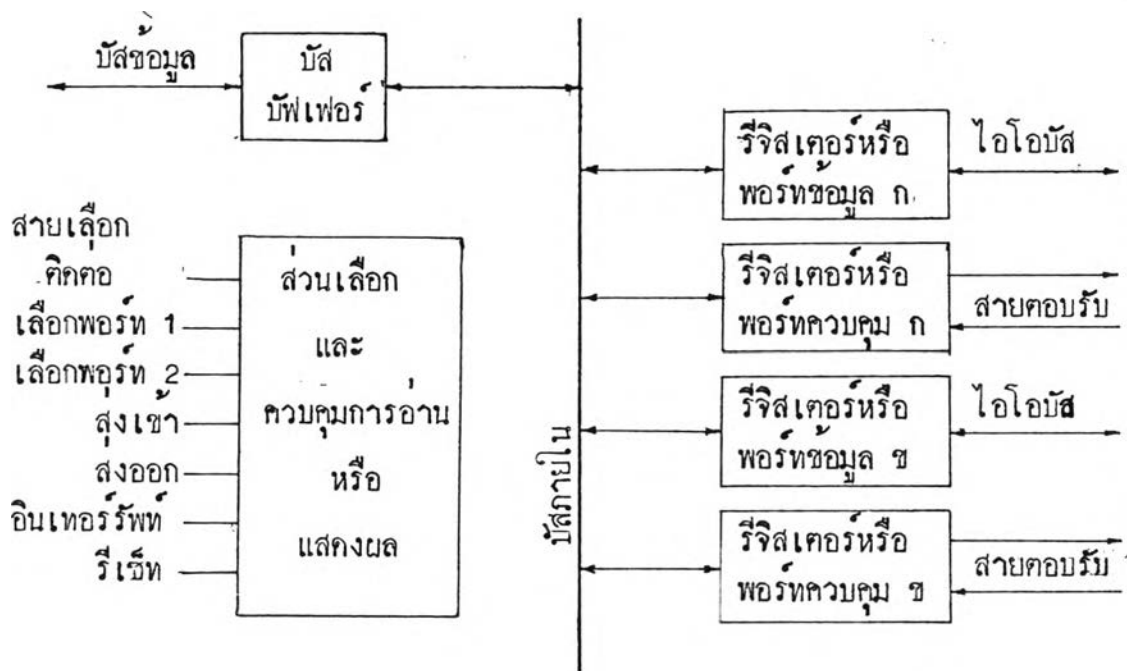 บัสข้อมูล
บัส
บัฟเฟอร์
รีจิสเตอร์หรือ
พอร์ทข้อมูล ก
ไอโอบัส
สายเลือก
ติดตอ
เลือกพอร์ท 1
เลือกพอร์ท 2
สงเข้า
สงออก
อินเทอร์รัพท์
รีเซ็ท
ส่วนเลือก
และ
ควบคุมการอ่าน
หรือ
แสดงผล
บัสภายใน
รีจิสเตอร์หรือ
พอร์ทควบคุม ก
สายตอบรับ
รีจิสเตอร์หรือ
พอร์ทข้อมูล ข
ไอโอบัส
รีจิสเตอร์หรือ
พอร์ทควบคุม ข
สายตอบรับ